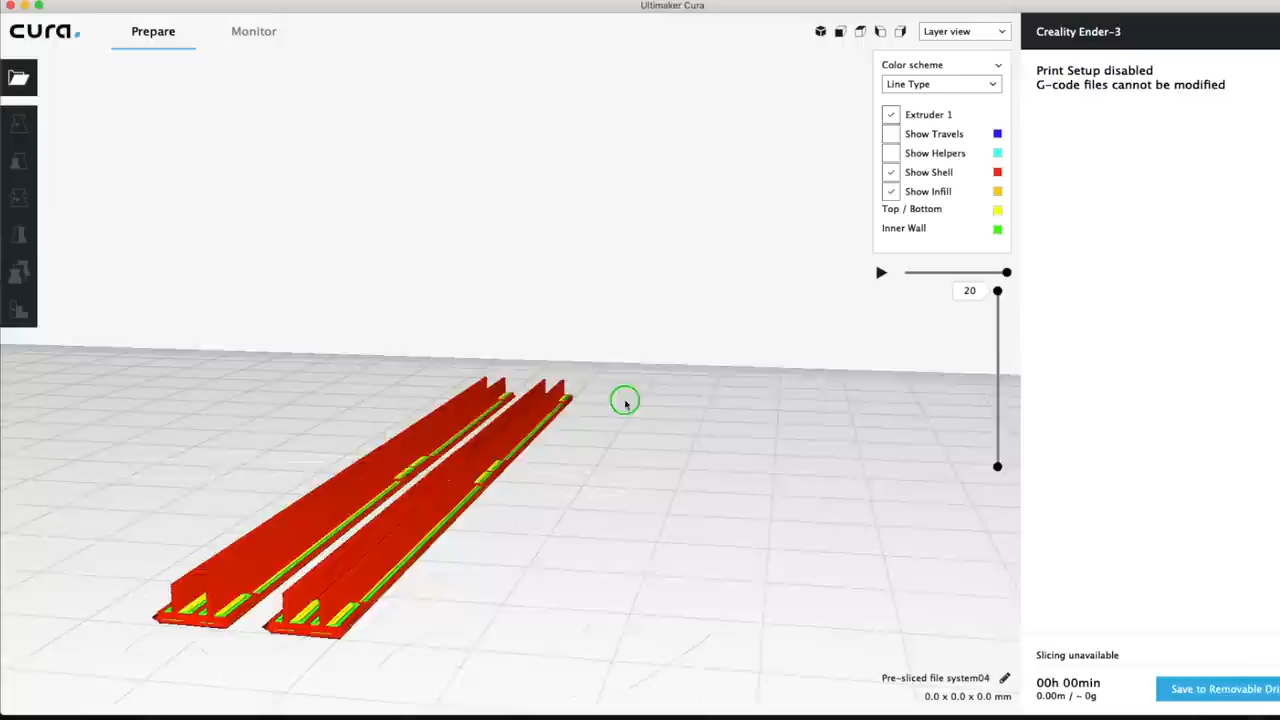 Ultimaker Cura
cura.
Prepare
Monitor
Layer view
Creality Ender-3
Color scheme
Line Type
Print Setup disabled
G-code files cannot be modified
Extruder 1
Show Travels
Show Helpers
Show Shell
Show Infill
Top / Bottom
Inner Wall
20
Slicing unavailable
Pre-sliced file system04
0.0 x 0.0 x 0.0 mm
00h 00min
0.00m / ~ 0g
Save to Removable Dri